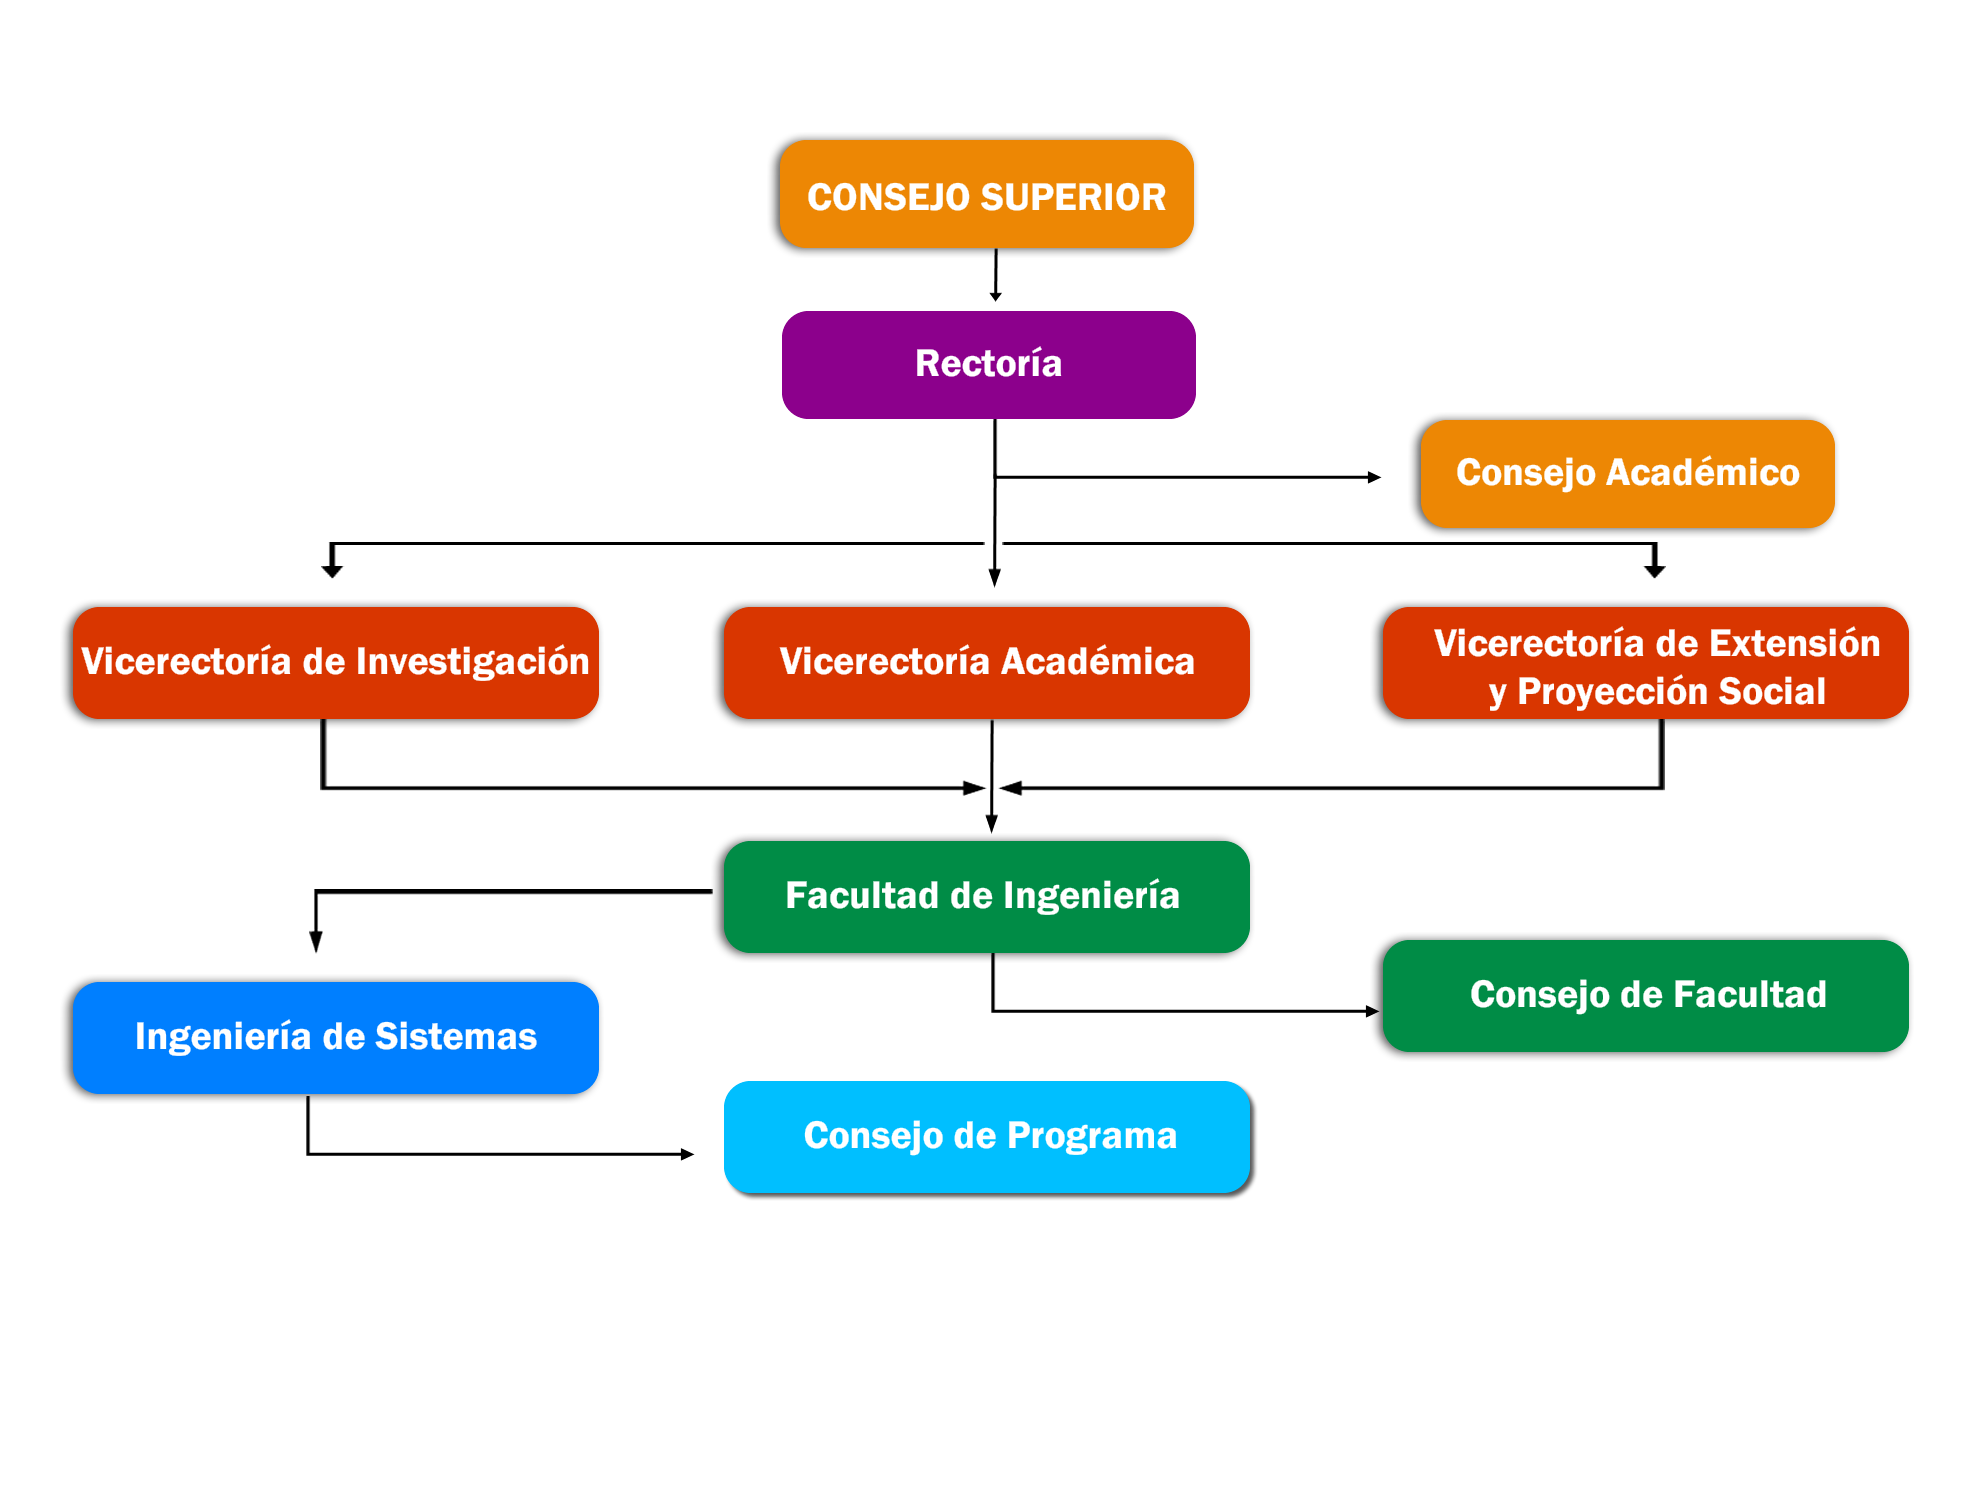 CONSEJO SUPERIOR
Rectoría
Consejo Académico
Vicerectoría de Investigación
Vicerectoría Académica
Vicerectoría de Extensión
y Proyección Social
Facultad de Ingeniería
Consejo de Facultad
Ingeniería de Sistemas
Consejo de Programa